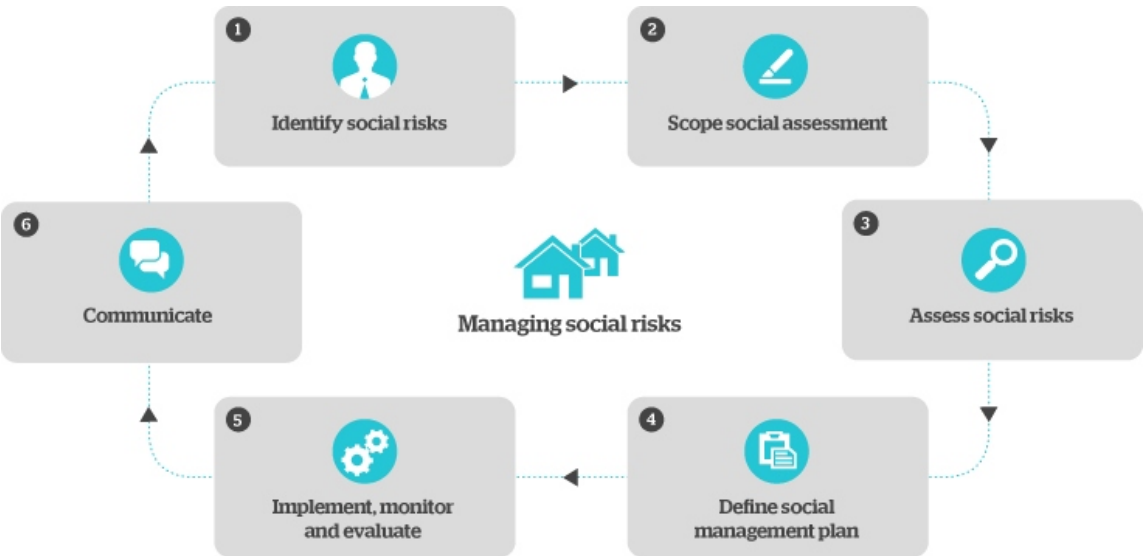 1
Identify social risks
2
Scope social assessment
3
Assess social risks
4
Define social
management plan
5
Implement, monitor
and evaluate
6
Communicate
Managing social risks